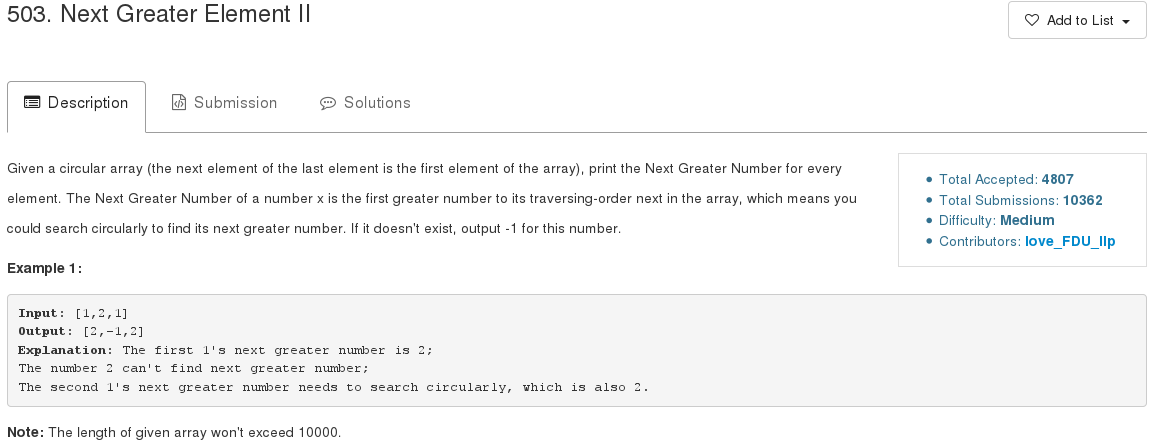 503. Next Greater Element II
Add to List
Description
Submission
Solutions
Given a circular array (the next element of the last element is the first element of the array), print the Next Greater Number for every
element. The Next Greater Number of a number x is the first greater number to its traversing-order next in the array, which means you
could search circularly to find its next greater number. If it doesn't exist, output -1 for this number.
Total Accepted: 4807
Total Submissions: 10362
Difficulty: Medium
Contributors: love_FDU_llp
Example 1:
Input: [1,2,1]
Output: [2,-1,2]
Explanation: The first 1's next greater number is 2;
The number 2 can't find next greater number;
The second 1's next greater number needs to search circularly, which is also 2.
Note: The length of given array won't exceed 10000.